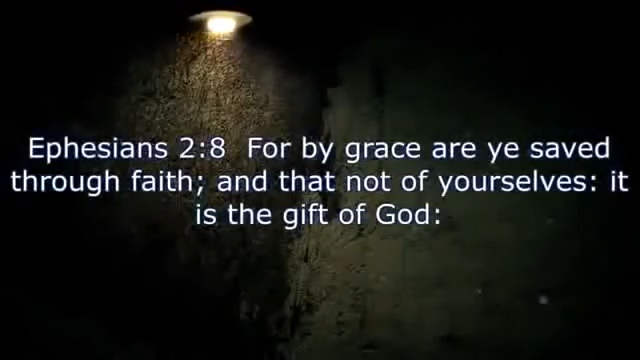 Ephesians 2:8  For by grace are ye saved
through faith; and that not of yourselves: it
is the gift of God: